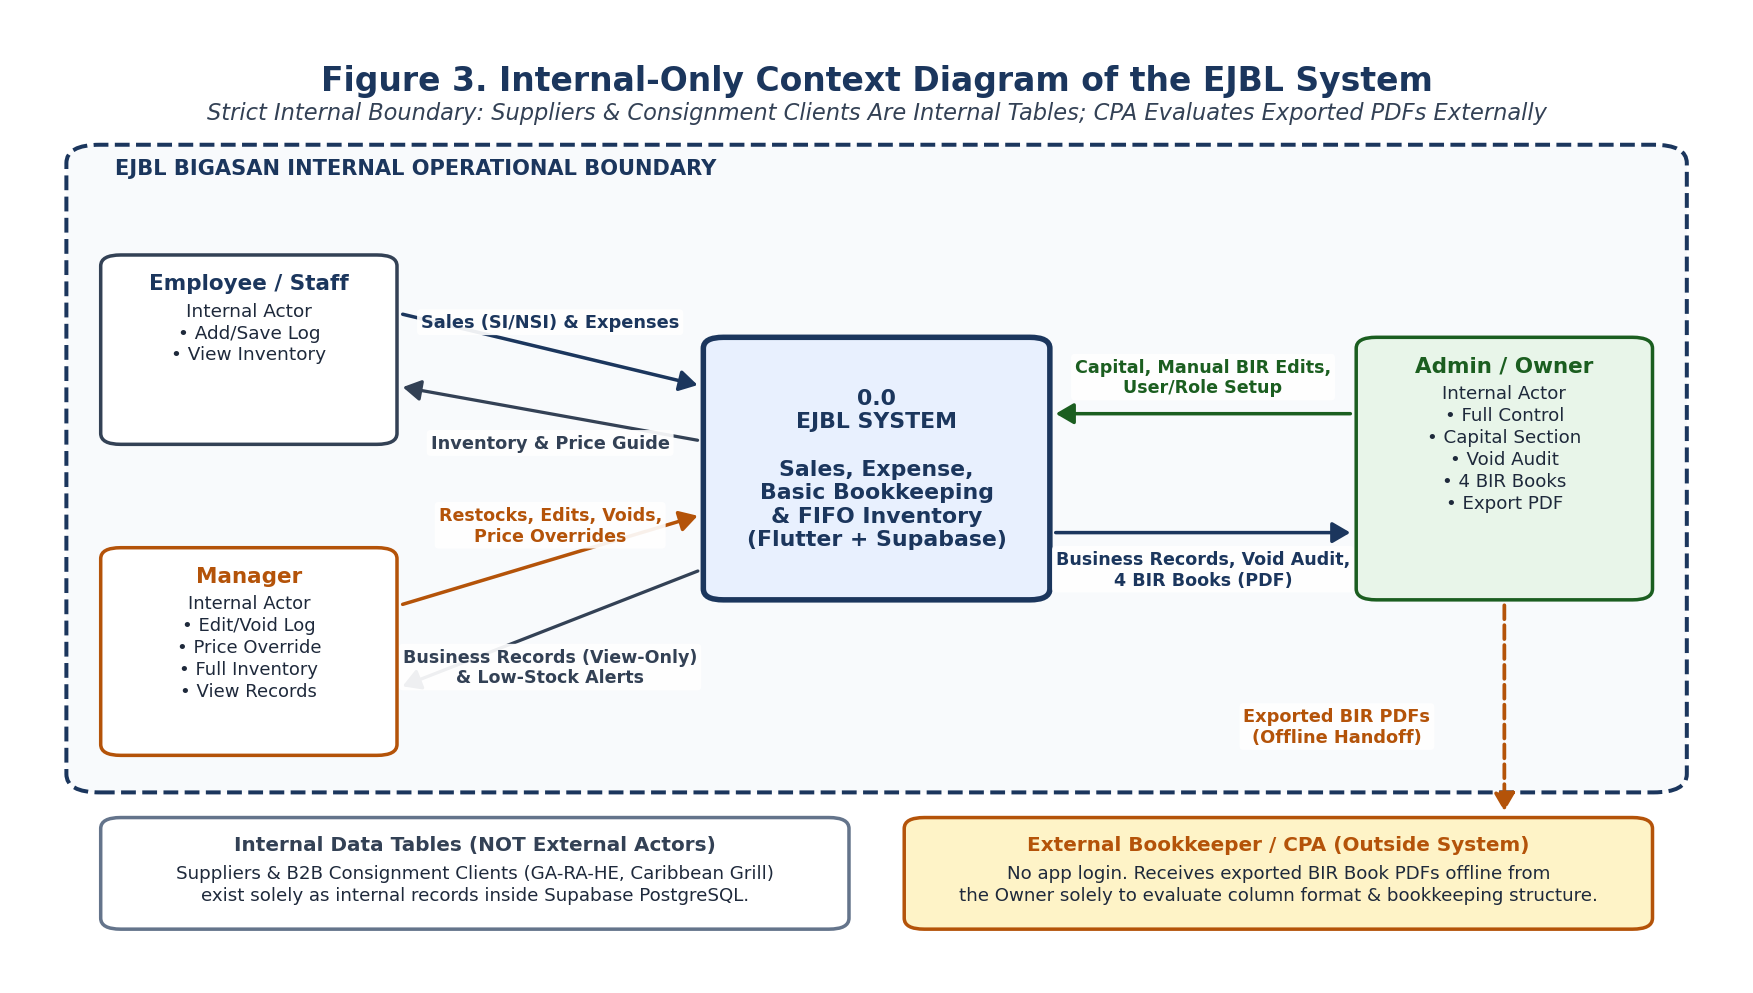 Figure 3. Internal-Only Context Diagram of the EJBL System
Strict Internal Boundary: Suppliers & Consignment Clients Are Internal Tables; CPA Evaluates Exported PDFs Externally
EJBL BIGASAN INTERNAL OPERATIONAL BOUNDARY
Employee / Staff
Internal Actor
• Add/Save Log
• View Inventory
Sales (SI/NSI) & Expenses
Inventory & Price Guide
Manager
Internal Actor
• Edit/Void Log
• Price Override
• Full Inventory
• View Records
Restocks, Edits, Voids,
Price Overrides
Business Records (View-Only)
& Low-Stock Alerts
0.0
EJBL SYSTEM
Sales, Expense,
Basic Bookkeeping
& FIFO Inventory
(Flutter + Supabase)
Capital, Manual BIR Edits,
User/Role Setup
Business Records, Void Audit,
4 BIR Books (PDF)
Admin / Owner
Internal Actor
• Full Control
• Capital Section
• Void Audit
• 4 BIR Books
• Export PDF
Exported BIR PDFs
(Offline Handoff)
Internal Data Tables (NOT External Actors)
Suppliers & B2B Consignment Clients (GA-RA-HE, Caribbean Grill)
exist solely as internal records inside Supabase PostgreSQL.
External Bookkeeper / CPA (Outside System)
No app login. Receives exported BIR Book PDFs offline from
the Owner solely to evaluate column format & bookkeeping structure.